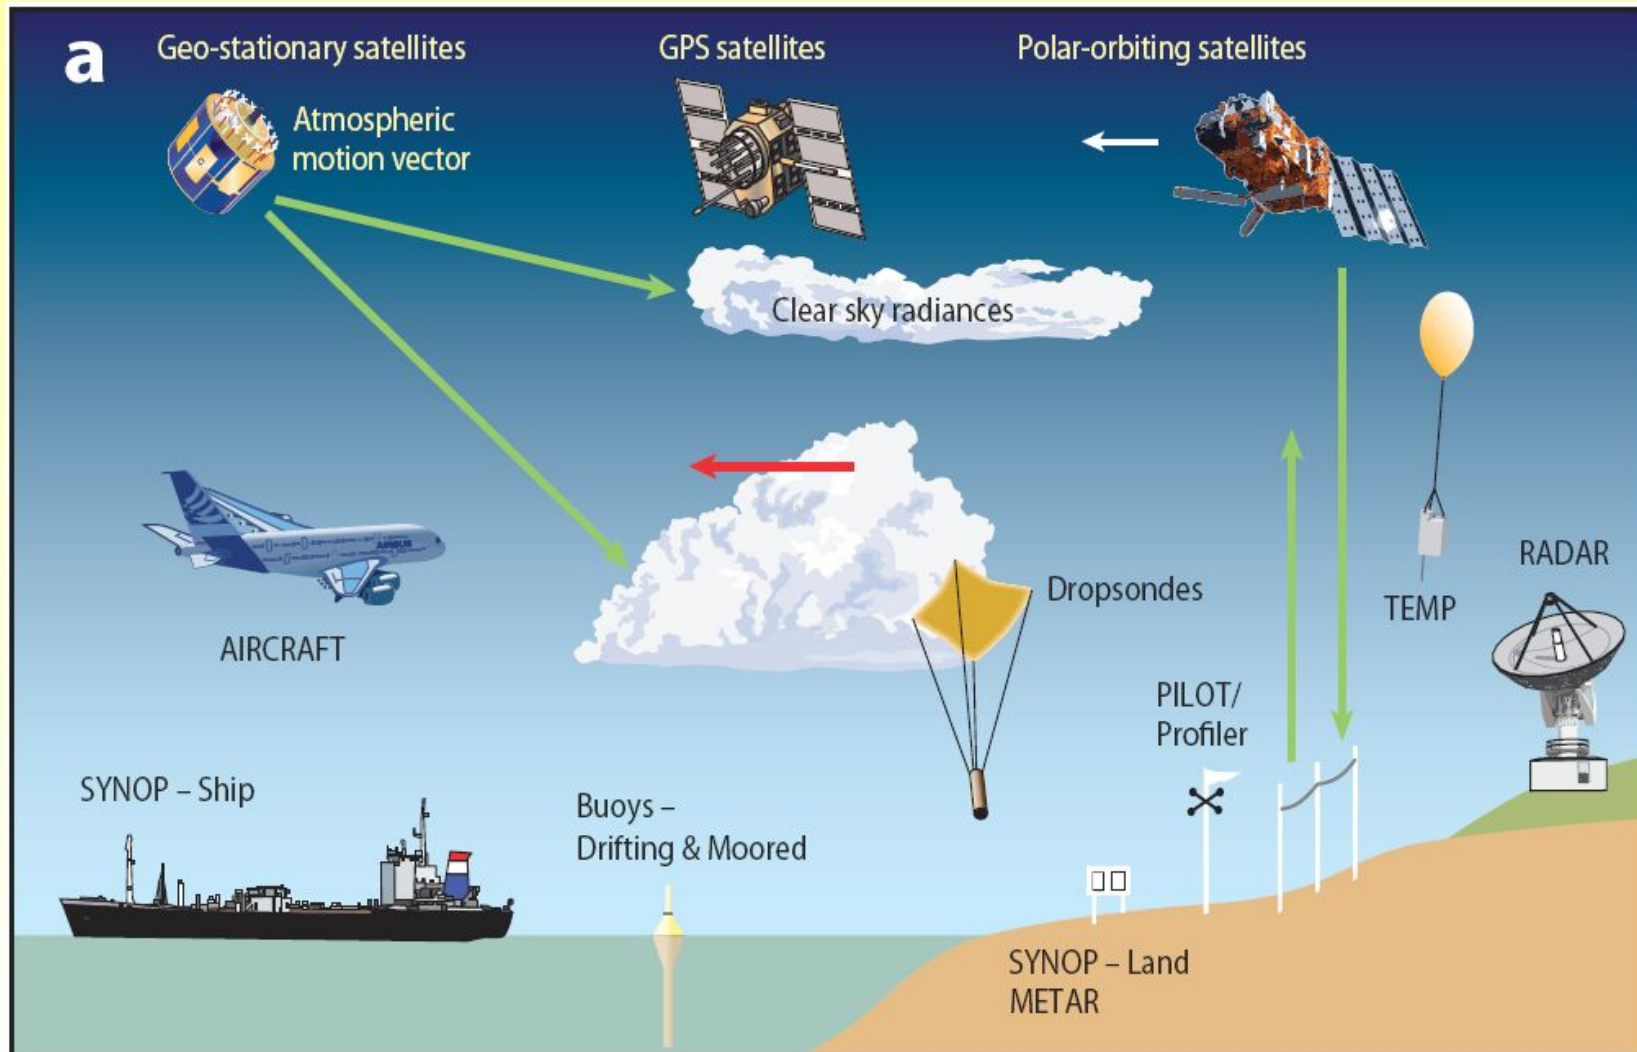 a
Geo-stationary satellites
GPS satellites
Polar-orbiting satellites
Atmospheric
motion vector
Clear sky radiances
AIRBUS
AIRCRAFT
Dropsondes
TEMP
RADAR
PILOT/
Profiler
SYNOP – Ship
Buoys –
Drifting & Moored
SYNOP – Land
METAR